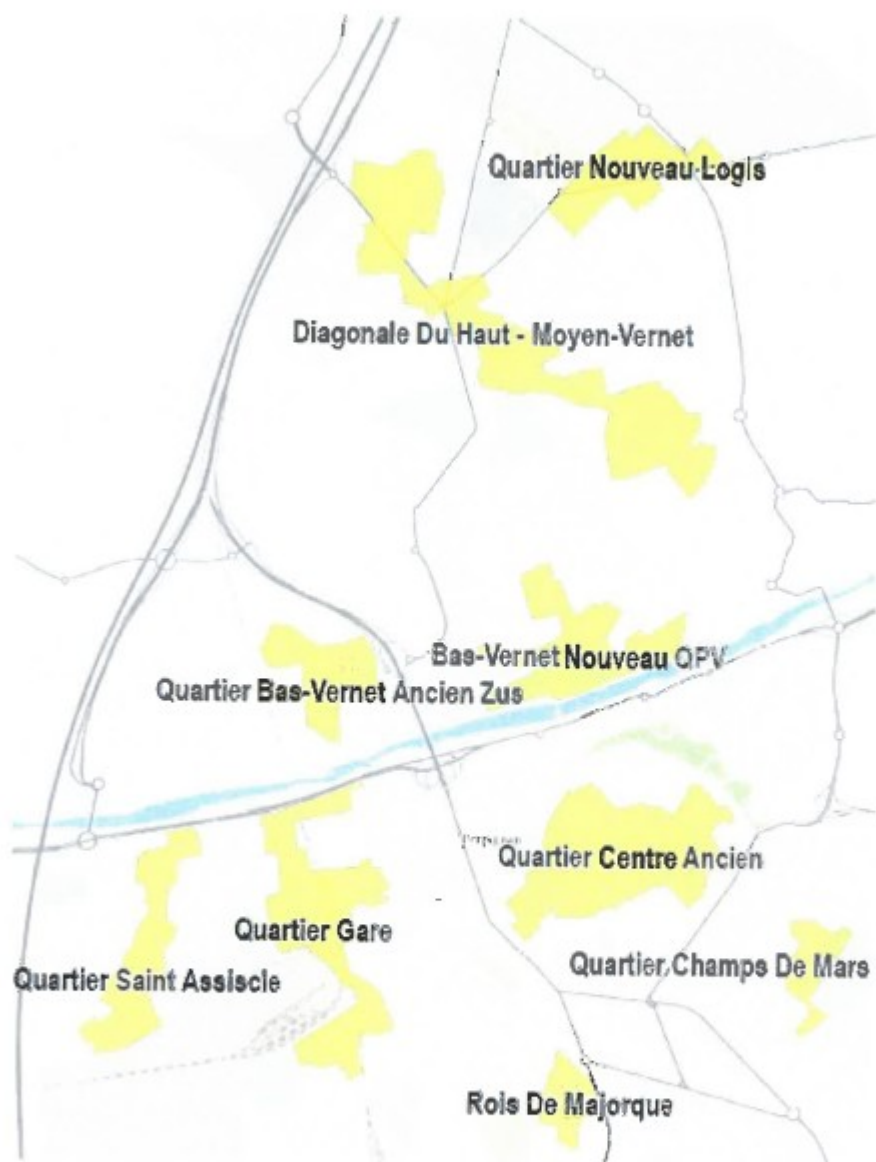 Quartier Nouveau-Logis
Diagonale Du Haut - Moyen-Vernet
Bas-Vernet Nouveau QPV
Quartier Bas-Vernet Ancien Zus
Perpignan
Quartier Centre Ancien
Quartier Gare
Quartier Champs De Mars
Quartier Saint Assiscle
Rois De Majorque